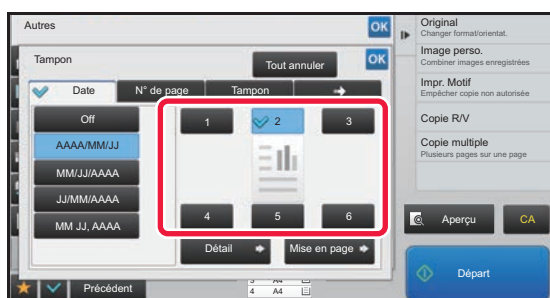 Autres
OK
Tampon
Tout annuler
OK
Date
N° de page
Tampon
Off
AAAA/MM/JJ
MM/JJ/AAAA
JJ/MM/AAAA
MM JJ, AAAA
1
2
3
4
5
6
Détail
Mise en page
Précédent
A4
4 A4
Original
Changer format/orientat.
Image perso.
Combiner images enregistrées
Impr. Motif
Empêcher copie non autorisée
Copie R/V
Copie multiple
Plusieurs pages sur une page
Aperçu
CA
Départ